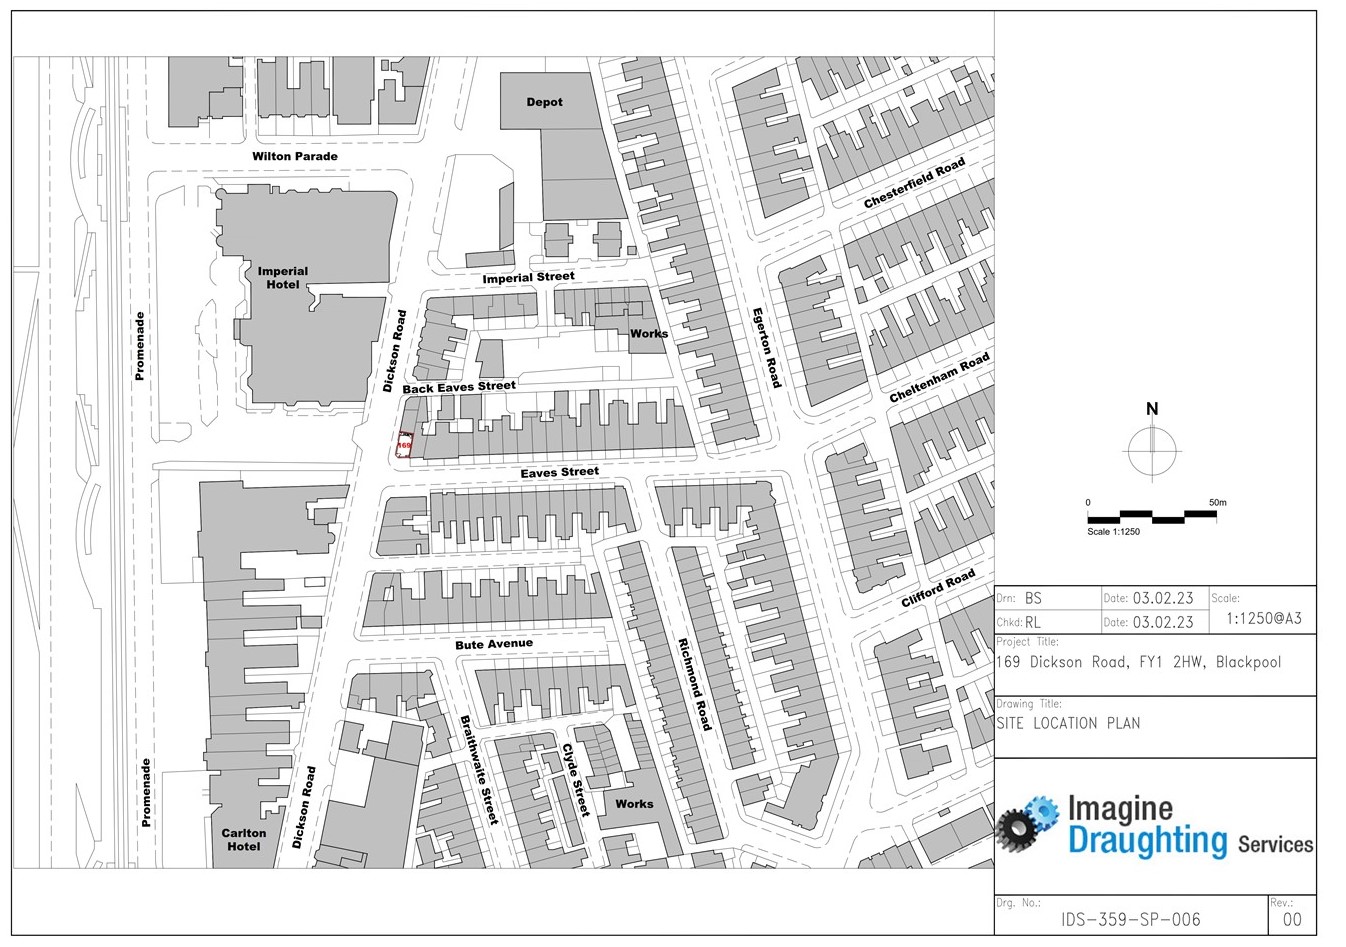 Depot
Wilton Parade
Chesterfield Road
Imperial
Hotel
Imperial Street
Promenade
Dickson Road
Egerton Road
Works
Back Eaves Street
Cheltenham Road
169
Eaves Street
Clifford Road
Bute Avenue
Richmond Road
Braithwaite Street
Clyde Street
Promenade
Dickson Road
Works
Carlton
Hotel
N
0 50m
Scale 1:1250
Drn: BS Date: 03.02.23 Scale:
1:1250@A3
Chkd: RL Date: 03.02.23
Project Title:
169 Dickson Road, FY1 2HW, Blackpool
Drawing Title:
SITE LOCATION PLAN
Imagine
Draughting Services
Drg. No.: Rev.:
IDS-359-SP-006 00